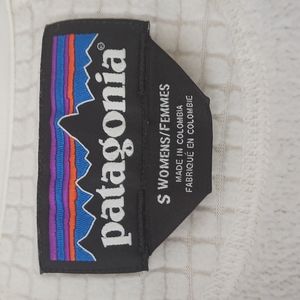 patagonia®
S WOMENS/FEMMES
MADE IN COLOMBIA
FABRIQUÉ EN COLOMBIE